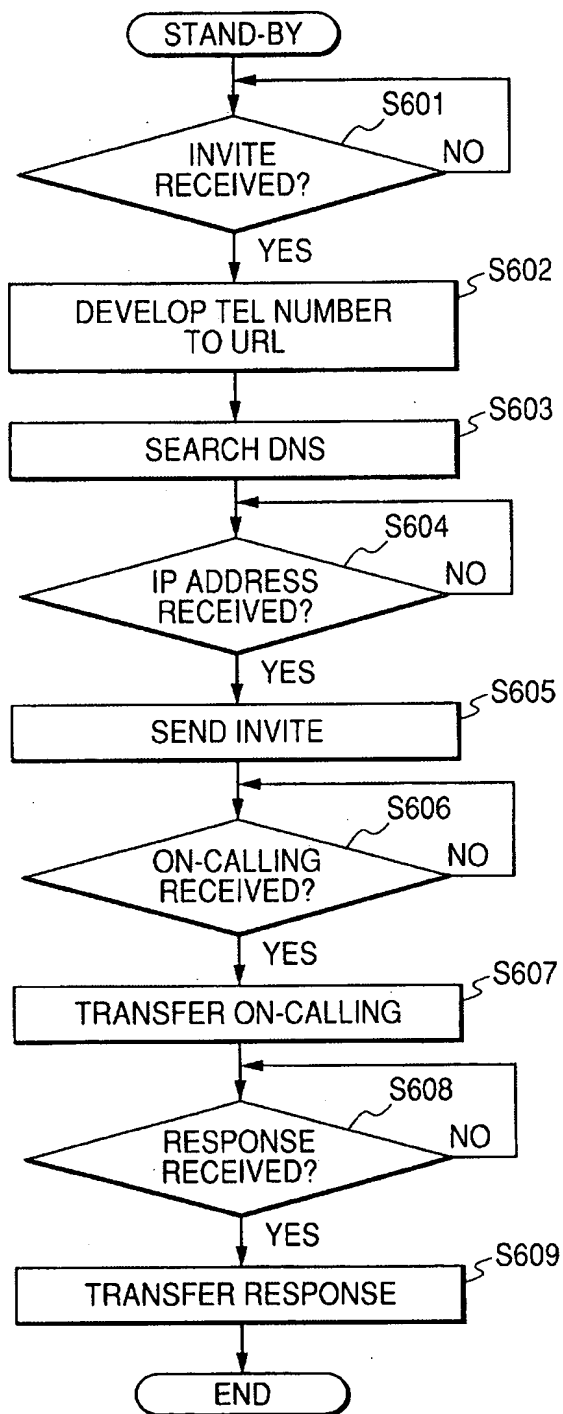 STAND-BY
S601
INVITE
RECEIVED?
NO
YES
S602
DEVELOP TEL NUMBER
TO URL
S603
SEARCH DNS
S604
IP ADDRESS
RECEIVED?
NO
YES
S605
SEND INVITE
S606
ON-CALLING
RECEIVED?
NO
YES
S607
TRANSFER ON-CALLING
S608
RESPONSE
RECEIVED?
NO
YES
S609
TRANSFER RESPONSE
END